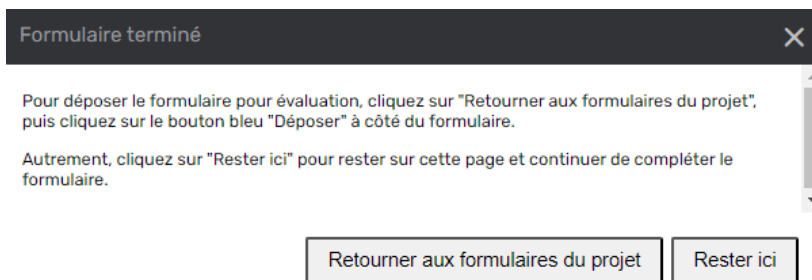 Formulaire terminé
Pour déposer le formulaire pour évaluation, cliquez sur "Retourner aux formulaires du projet",
puis cliquez sur le bouton bleu "Déposer" à côté du formulaire.
Autrement, cliquez sur "Rester ici" pour rester sur cette page et continuer de compléter le
formulaire.
Retourner aux formulaires du projet
Rester ici